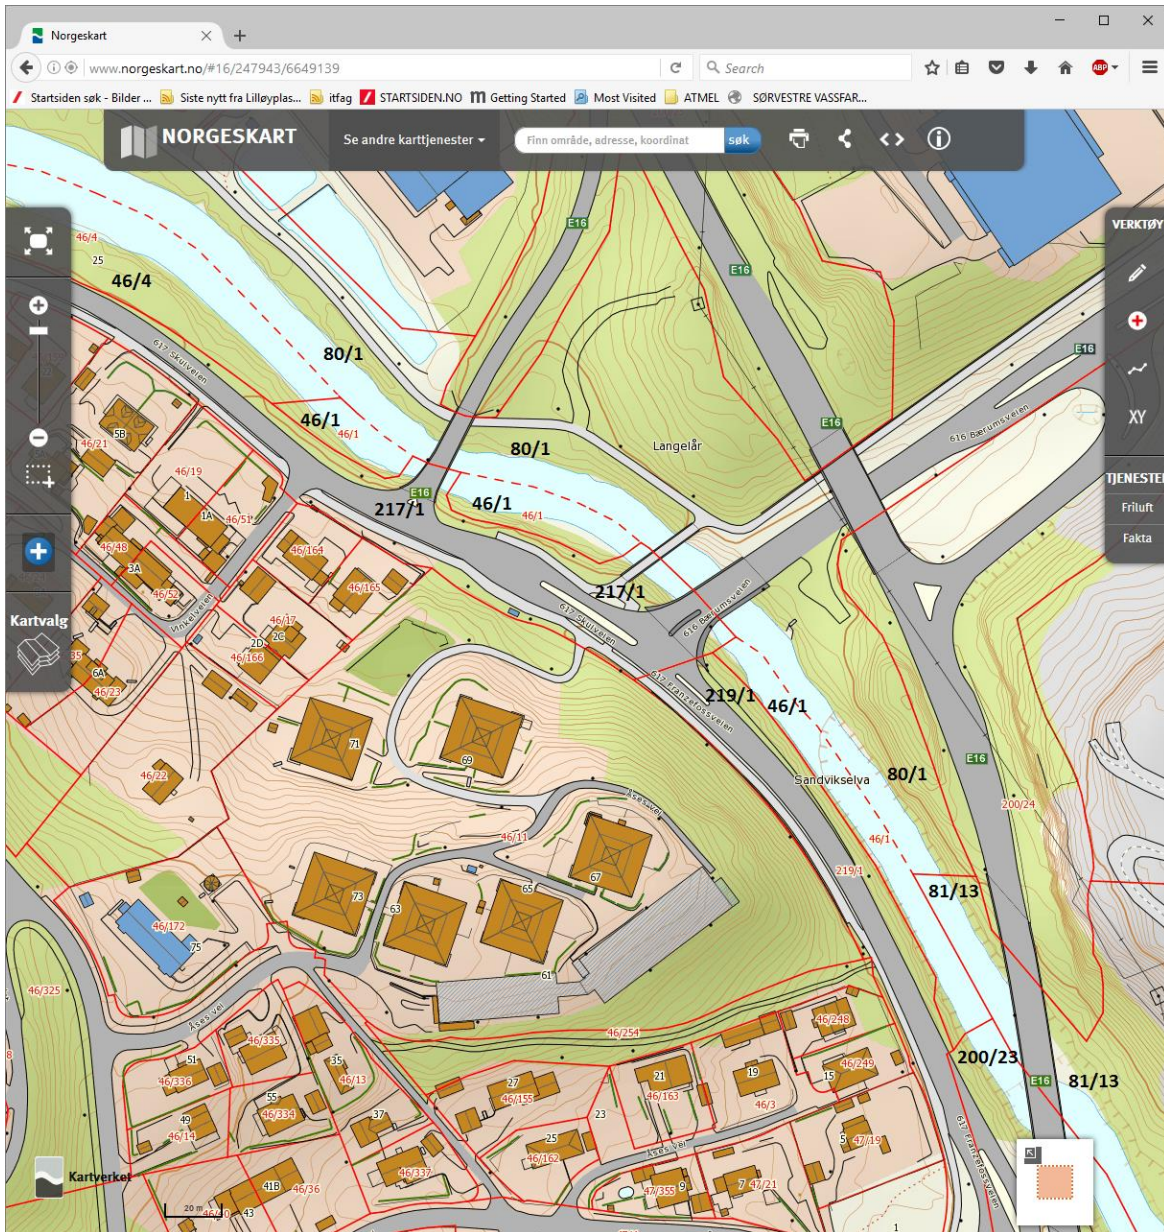 Norgeskart
www.norgeskart.no/#16/247943/6649139
Search
ABP
Startsiden søk - Bilder ...
Siste nytt fra Lilløyplas...
itfag
STARTSIDEN.NO
Getting Started
Most Visited
ATMEL
SØRVESTRE VASSFAR...
NORGESKART
Se andre karttjenester
Finn område, adresse, koordinat
søk
VERKTØY
E16
46/4
25
46/4
E16
617 Skulveien
80/1
E16
46/1
46/1
E16
616 Bærumsveien
XY
5B
46/21
80/1
Langelår
46/19
1
1A
46/51
E16
217/1
46/1
46/1
TJENESTER
Friluft
Fakta
46/48
3A
46/164
46/52
46/165
217/1
617 Skulveien
616 Bærumsveien
Vinkelveien
46/17
2C
2D
46/166
Kartvalg
6A
46/23
617 Franzefossveien
219/1
46/1
71
69
46/22
Sandvikselva
80/1
E16
200/24
Åses vei
46/11
46/1
67
219/1
73
63
65
81/13
46/172
75
61
46/325
Åses vei
46/254
46/248
46/335
51
35
46/336
46/13
27
46/155
21
46/163
19
46/3
15
46/249
200/23
E16
81/13
55
46/334
49
46/14
37
23
25
46/162
Åses vei
5
47/19
617 Franzefossveien
46/337
Kartverket
41B
46/36
43
46/40
20 m
47/355
9
7
47/21
1